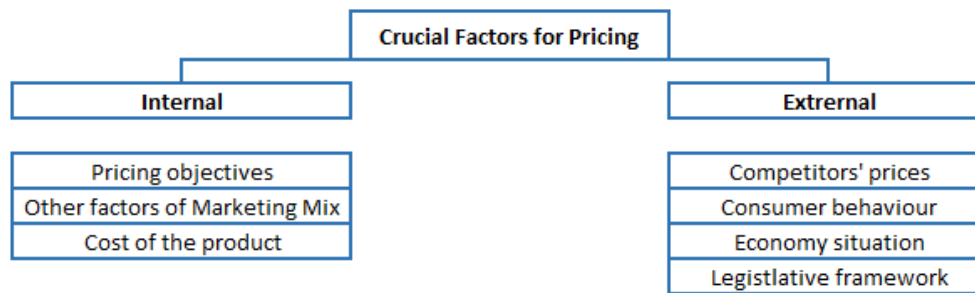 Crucial Factors for Pricing
Internal
Extrernal
Pricing objectives
Other factors of Marketing Mix
Cost of the product
Competitors' prices
Consumer behaviour
Economy situation
Legistlative framework